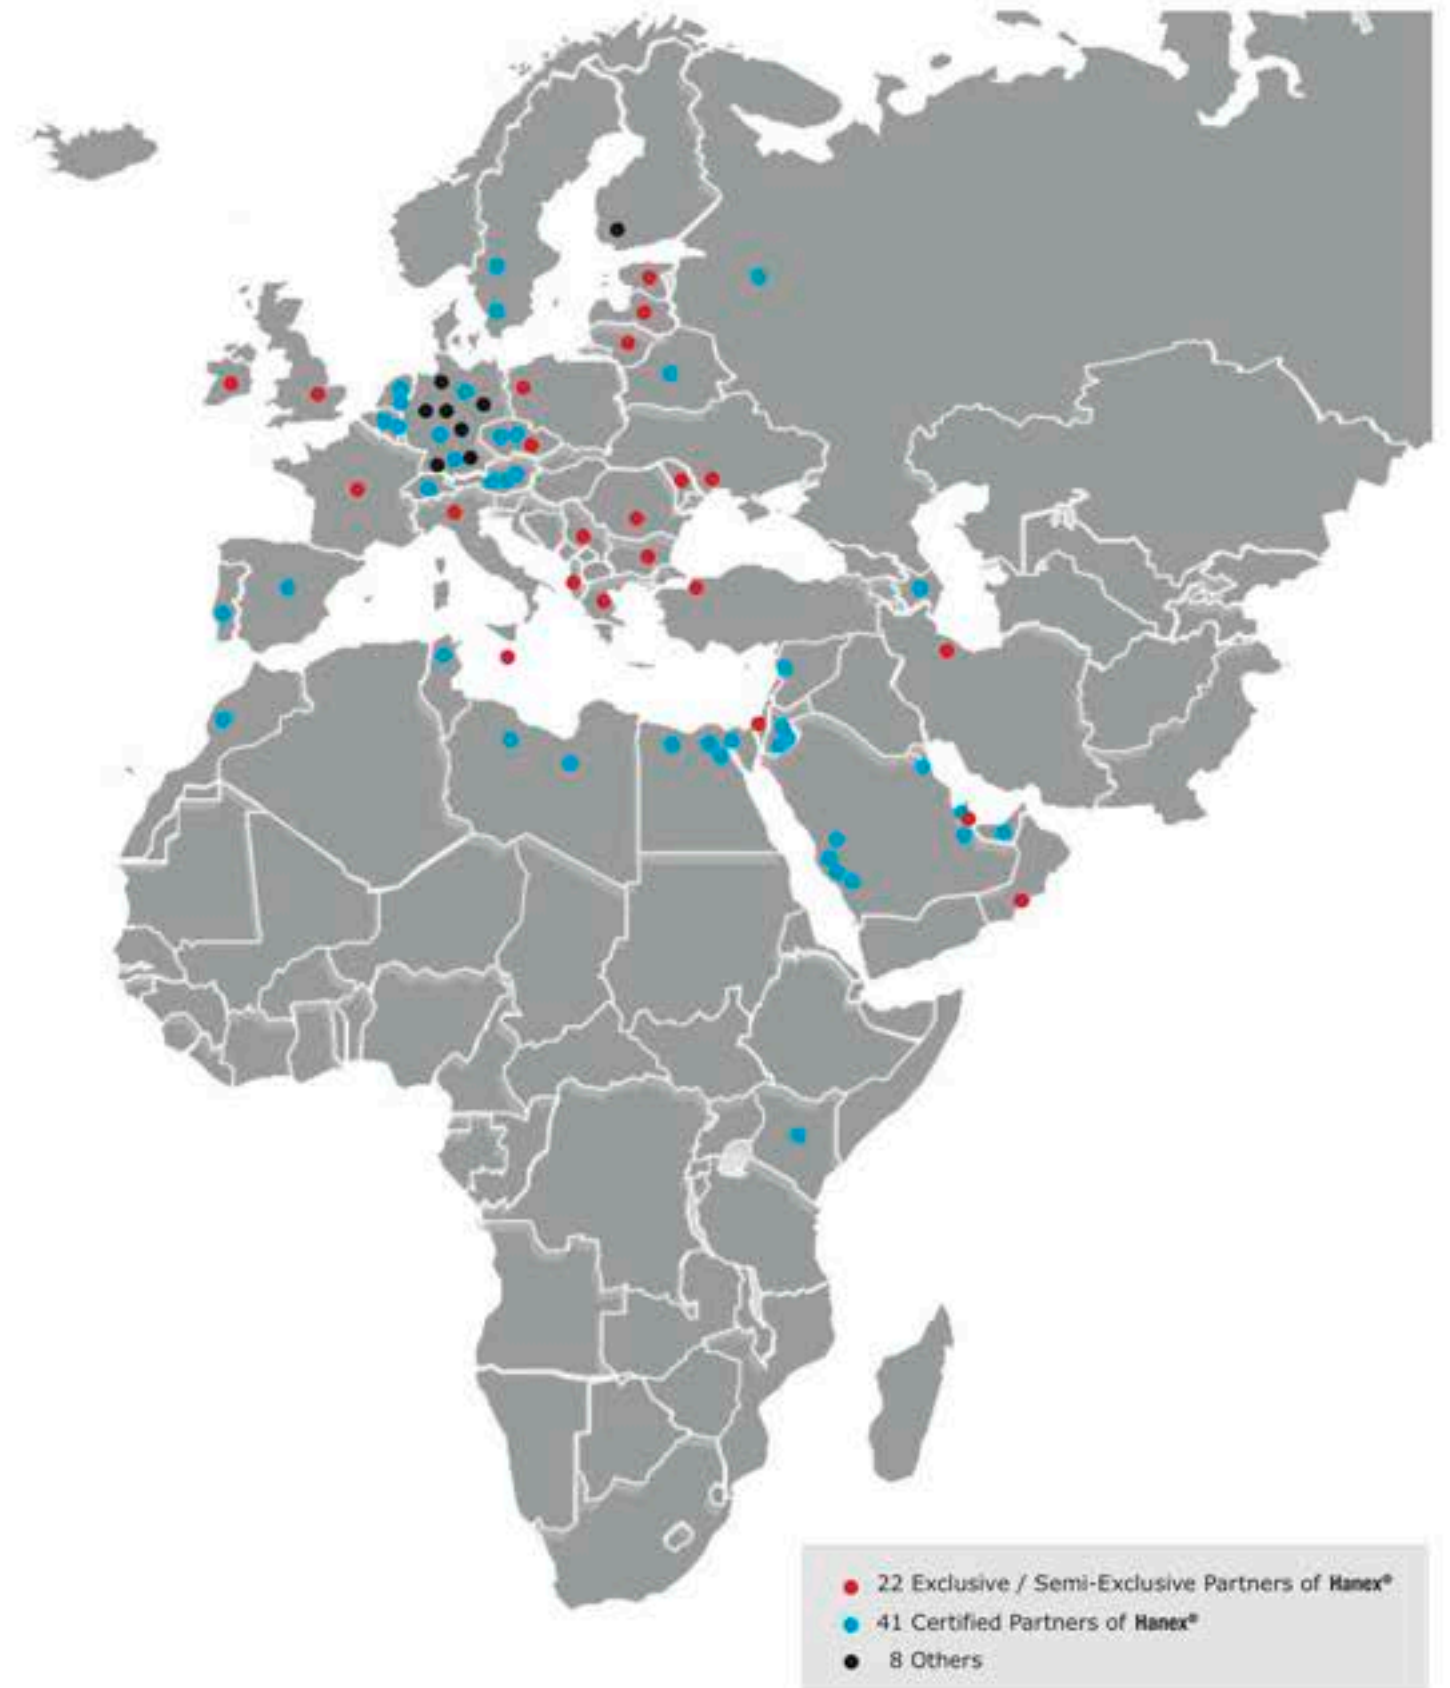 22 Exclusive / Semi-Exclusive Partners of Hanex®
41 Certified Partners of Hanex®
8 Others